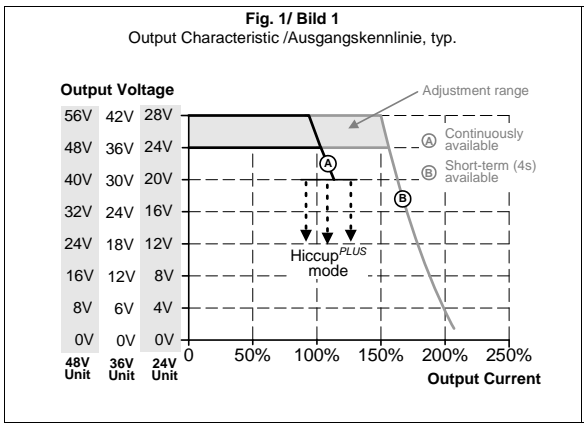 Fig. 1/ Bild 1
Output Characteristic /Ausgangskennlinie, typ.
Output Voltage
Adjustment range
56V 42V 28V
48V 36V 24V
40V 30V 20V
32V 24V 16V
24V 18V 12V
16V 12V 8V
8V 6V 4V
0V 0V 0V
A Continuously
available
B Short-term (4s)
available
A
B
Hiccup PLUS
mode
48V
Unit
36V
Unit
24V
Unit
0 50% 100% 150% 200% 250%
Output Current